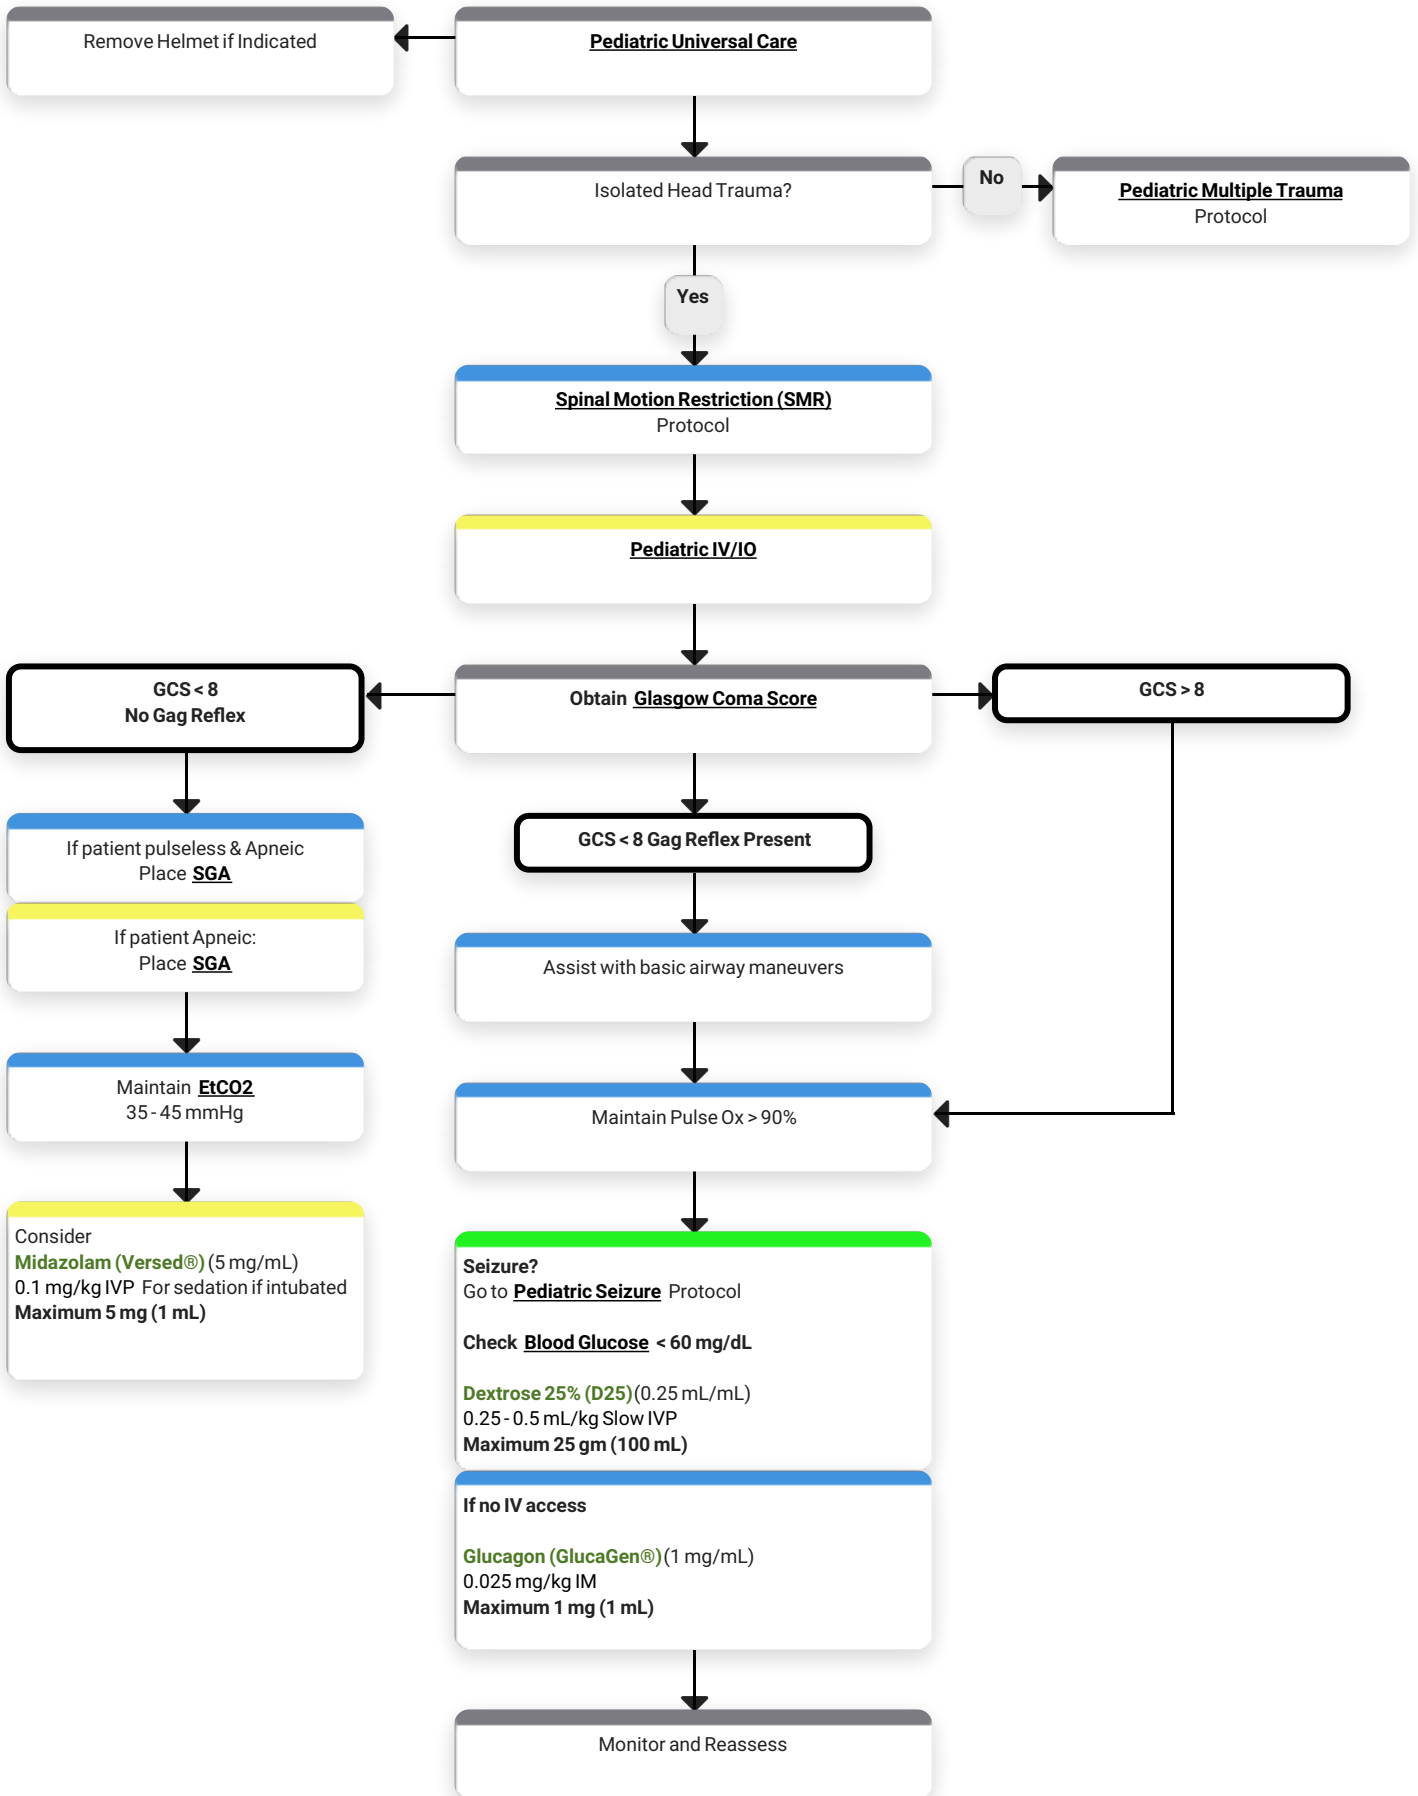 Remove Helmet if Indicated
Pediatric Universal Care
Isolated Head Trauma?
No
Pediatric Multiple Trauma
Protocol
Yes
Spinal Motion Restriction (SMR)
Protocol
Pediatric IV/IO
GCS < 8
No Gag Reflex
Obtain Glasgow Coma Score
GCS > 8
If patient pulseless & Apneic
Place SGA
GCS < 8 Gag Reflex Present
If patient Apneic:
Place SGA
Assist with basic airway maneuvers
Maintain EtCO2
35 - 45 mmHg
Maintain Pulse Ox > 90%
Consider
Midazolam (Versed®) (5 mg/mL)
0.1 mg/kg IVP For sedation if intubated
Maximum 5 mg (1 mL)
Seizure?
Go to Pediatric Seizure Protocol
Check Blood Glucose < 60 mg/dL
Dextrose 25% (D25) (0.25 mL/mL)
0.25 - 0.5 mL/kg Slow IVP
Maximum 25 gm (100 mL)
If no IV access
Glucagon (GlucaGen®) (1 mg/mL)
0.025 mg/kg IM
Maximum 1 mg (1 mL)
Monitor and Reassess